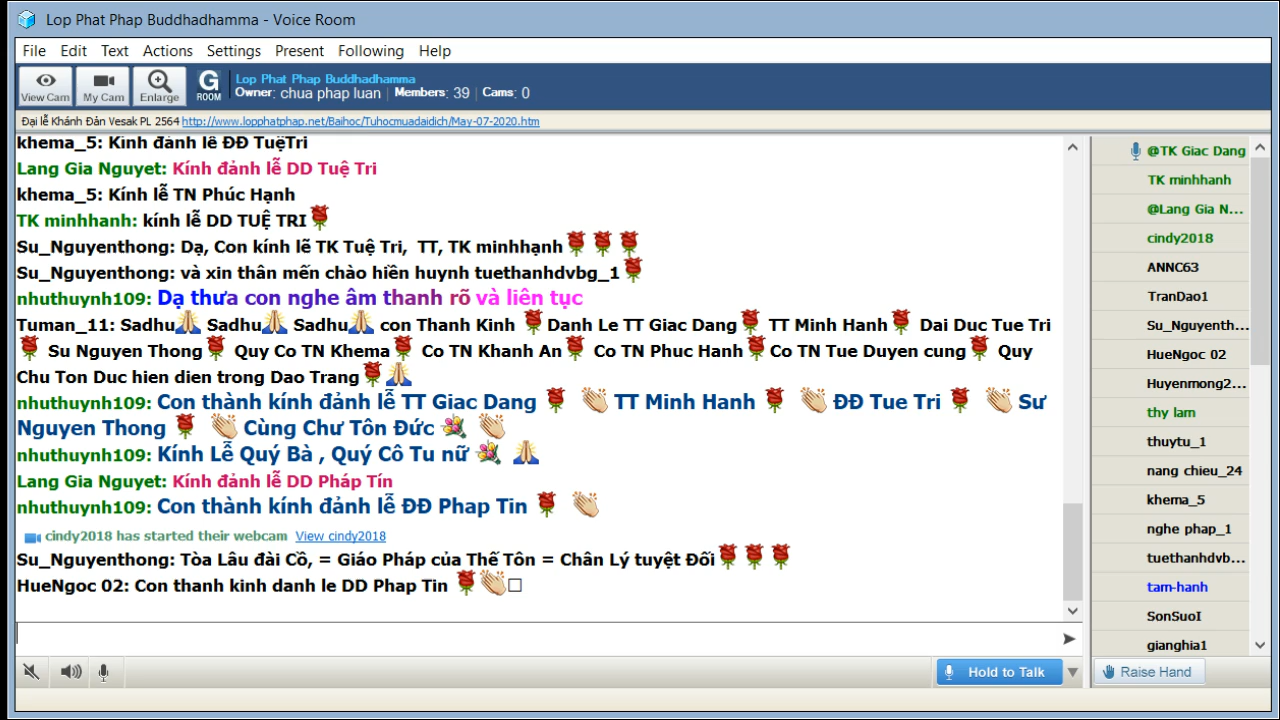 Lop Phat Phap Buddhadhamma - Voice Room
File Edit Text Actions Settings Present Following Help
View Cam My Cam Enlarge G ROOM
Lop Phat Phap Buddhadhamma
Owner: chua phap luan | Members: 39 | Cams: 0
Đại lễ Khánh Đản Vesak PL 2564 http://www.lopphatphap.net/Baihoc/Tuhocmuadaidich/May-07-2020.htm
khema_5: Kính đảnh lễ ĐĐ TuệTri
Lang Gia Nguyet: Kính đảnh lễ DD Tuệ Tri
khema_5: Kính lễ TN Phúc Hạnh
TK minhhanh: kính lễ DD TUỆ TRI🌹
Su_Nguyenthong: Dạ, Con kính lễ TK Tuệ Tri, TT, TK minhhạnh🌹🌹🌹
Su_Nguyenthong: và xin thân mến chào hiền huynh tuethanhdvbg_1🌹
nhuthuynh109: Dạ thưa con nghe âm thanh rõ và liên tục
Tuman_11: Sadhu🙏 Sadhu🙏 Sadhu🙏 con Thanh Kinh 🌹Danh Le TT Giac Dang🌹 TT Minh Hanh🌹 Dai Duc Tue Tri
🌹 Su Nguyen Thong🌹 Quy Co TN Khema🌹 Co TN Khanh An🌹 Co TN Phuc Hanh🌹Co TN Tue Duyen cung🌹 Quy
Chu Ton Duc hien dien trong Dao Trang🌹🙏
nhuthuynh109: Con thành kính đảnh lễ TT Giac Dang 🌹 👏TT Minh Hanh 🌹 👏ĐĐ Tue Tri 🌹 👏Sư
Nguyen Thong 🌹 👏Cùng Chư Tôn Đức 💐 👏
nhuthuynh109: Kính Lễ Quý Bà , Quý Cô Tu nữ 💐 🙏
Lang Gia Nguyet: Kính đảnh lễ DD Pháp Tín
nhuthuynh109: Con thành kính đảnh lễ ĐĐ Phap Tin 🌹 👏
cindy2018 has started their webcam View cindy2018
Su_Nguyenthong: Tòa Lâu đài Cồ, = Giáo Pháp của Thế Tôn = Chân Lý tuyệt Đối🌹🌹🌹
HueNgoc 02: Con thanh kinh danh le DD Phap Tin 🌹👏□
@TK Giac Dang
TK minhhanh
@Lang Gia N...
cindy2018
ANNC63
TranDao1
Su_Nguyenth...
HueNgoc 02
Huyenmong2...
thy lam
thuytu_1
nang chieu_24
khema_5
nghe phap_1
tuethanhdvb...
tam-hanh
SonSuoI
gianghia1
Hold to Talk
Raise Hand